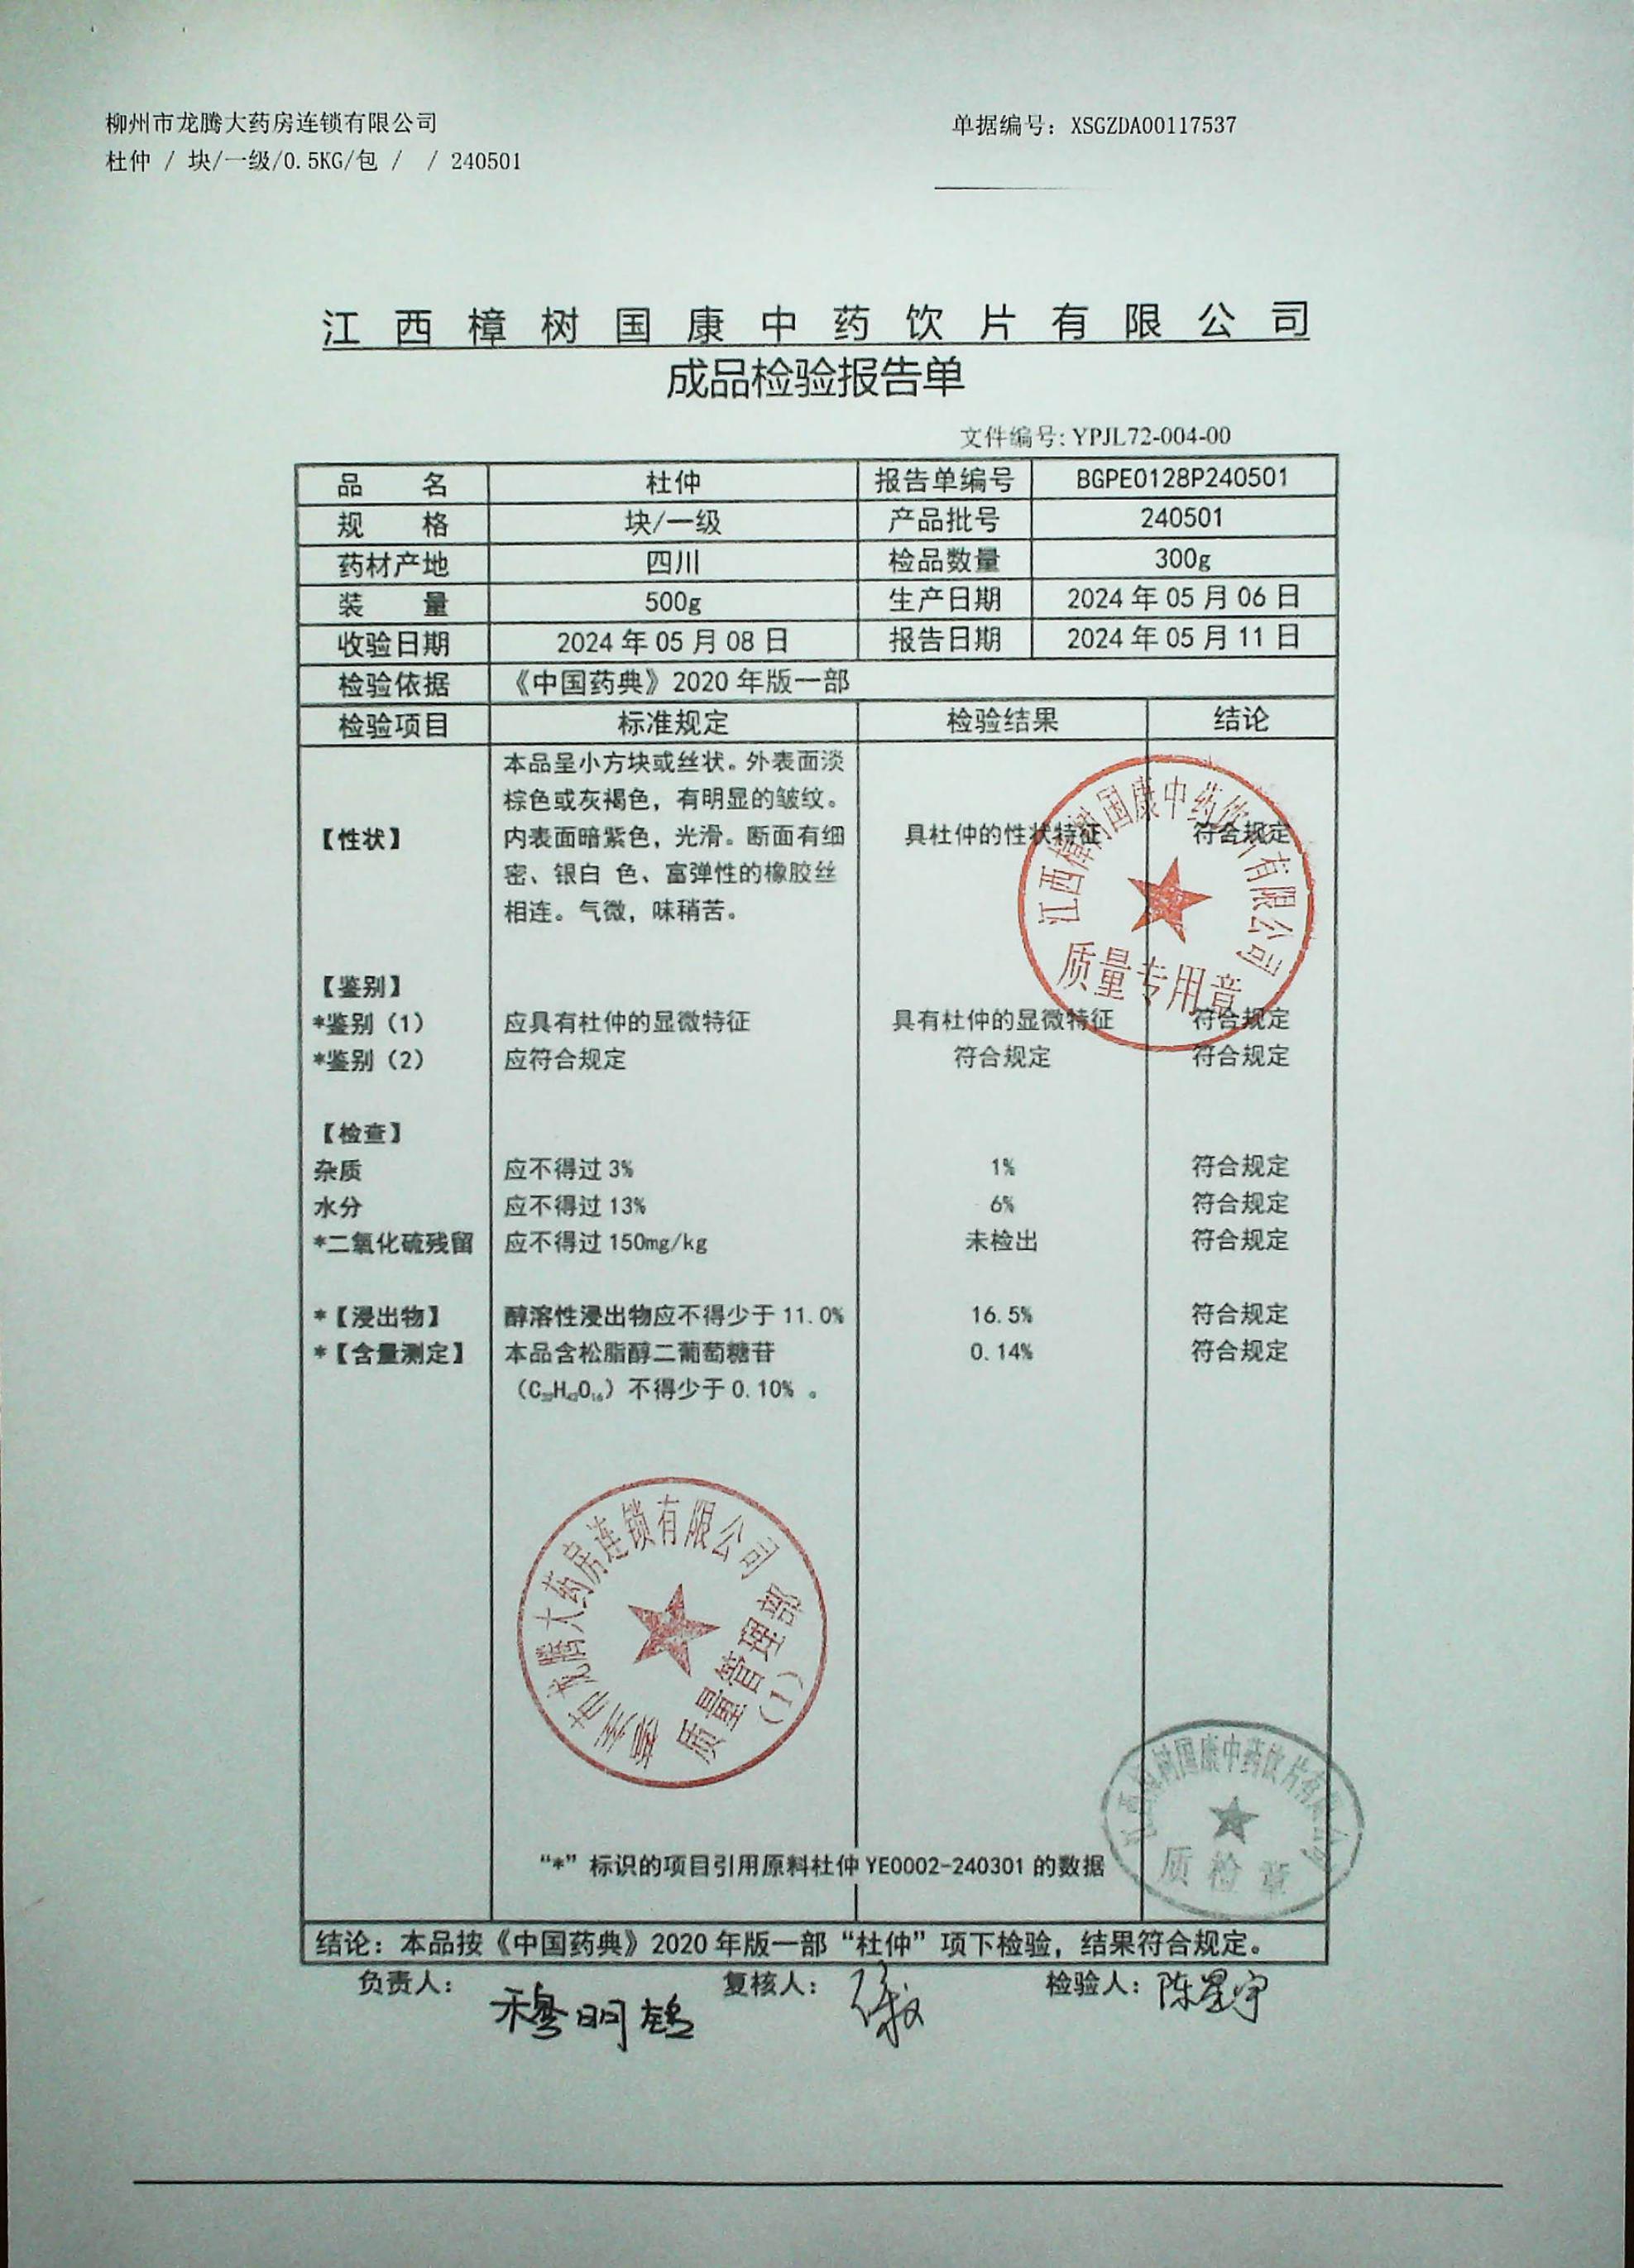 柳州市龙腾大药房连锁有限公司
单据编号：XSGZDA00117537
杜仲 / 块/一级/0.5KG/包 /  / 240501
江西樟树国康中药饮片有限公司
成品检验报告单
文件编号：YPJL72-004-00
品 名 杜仲 报告单编号 BGPE0128P240501
规 格 块/一级 产品批号 240501
药材产地 四川 检品数量 300g
装 量 500g 生产日期 2024年05月06日
收验日期 2024年05月08日 报告日期 2024年05月11日
检验依据 《中国药典》2020年版一部
检验项目 标准规定 检验结果 结论
本品呈小方块或丝状。外表面淡
棕色或灰褐色，有明显的皱纹。
【性状】 内表面暗紫色，光滑。断面有细 具杜仲的性状特征 符合规定
密、银白 色、富弹性的橡胶丝
相连。气微，味稍苦。
江西樟树国康中药饮片有限公司
质量专用章
【鉴别】
*鉴别（1） 应具有杜仲的显微特征 具有杜仲的显微特征 符合规定
*鉴别（2） 应符合规定 符合规定 符合规定
【检查】
杂质 应不得过3% 1% 符合规定
水分 应不得过13% 6% 符合规定
*二氧化硫残留 应不得过150mg/kg 未检出 符合规定
*【浸出物】 醇溶性浸出物应不得少于11.0% 16.5% 符合规定
*【含量测定】 本品含松脂醇二葡萄糖苷 0.14% 符合规定
（C₃₂H₄₂O₁₆）不得少于0.10% 。
柳州市龙腾大药房连锁有限公司
质量管理部
（1）
江西樟树国康中药饮片有限公司
质检章
“*”标识的项目引用原料杜仲YE0002-240301的数据
结论：本品按《中国药典》2020年版一部“杜仲”项下检验，结果符合规定。
负责人： 复核人： 检验人：陈星宇